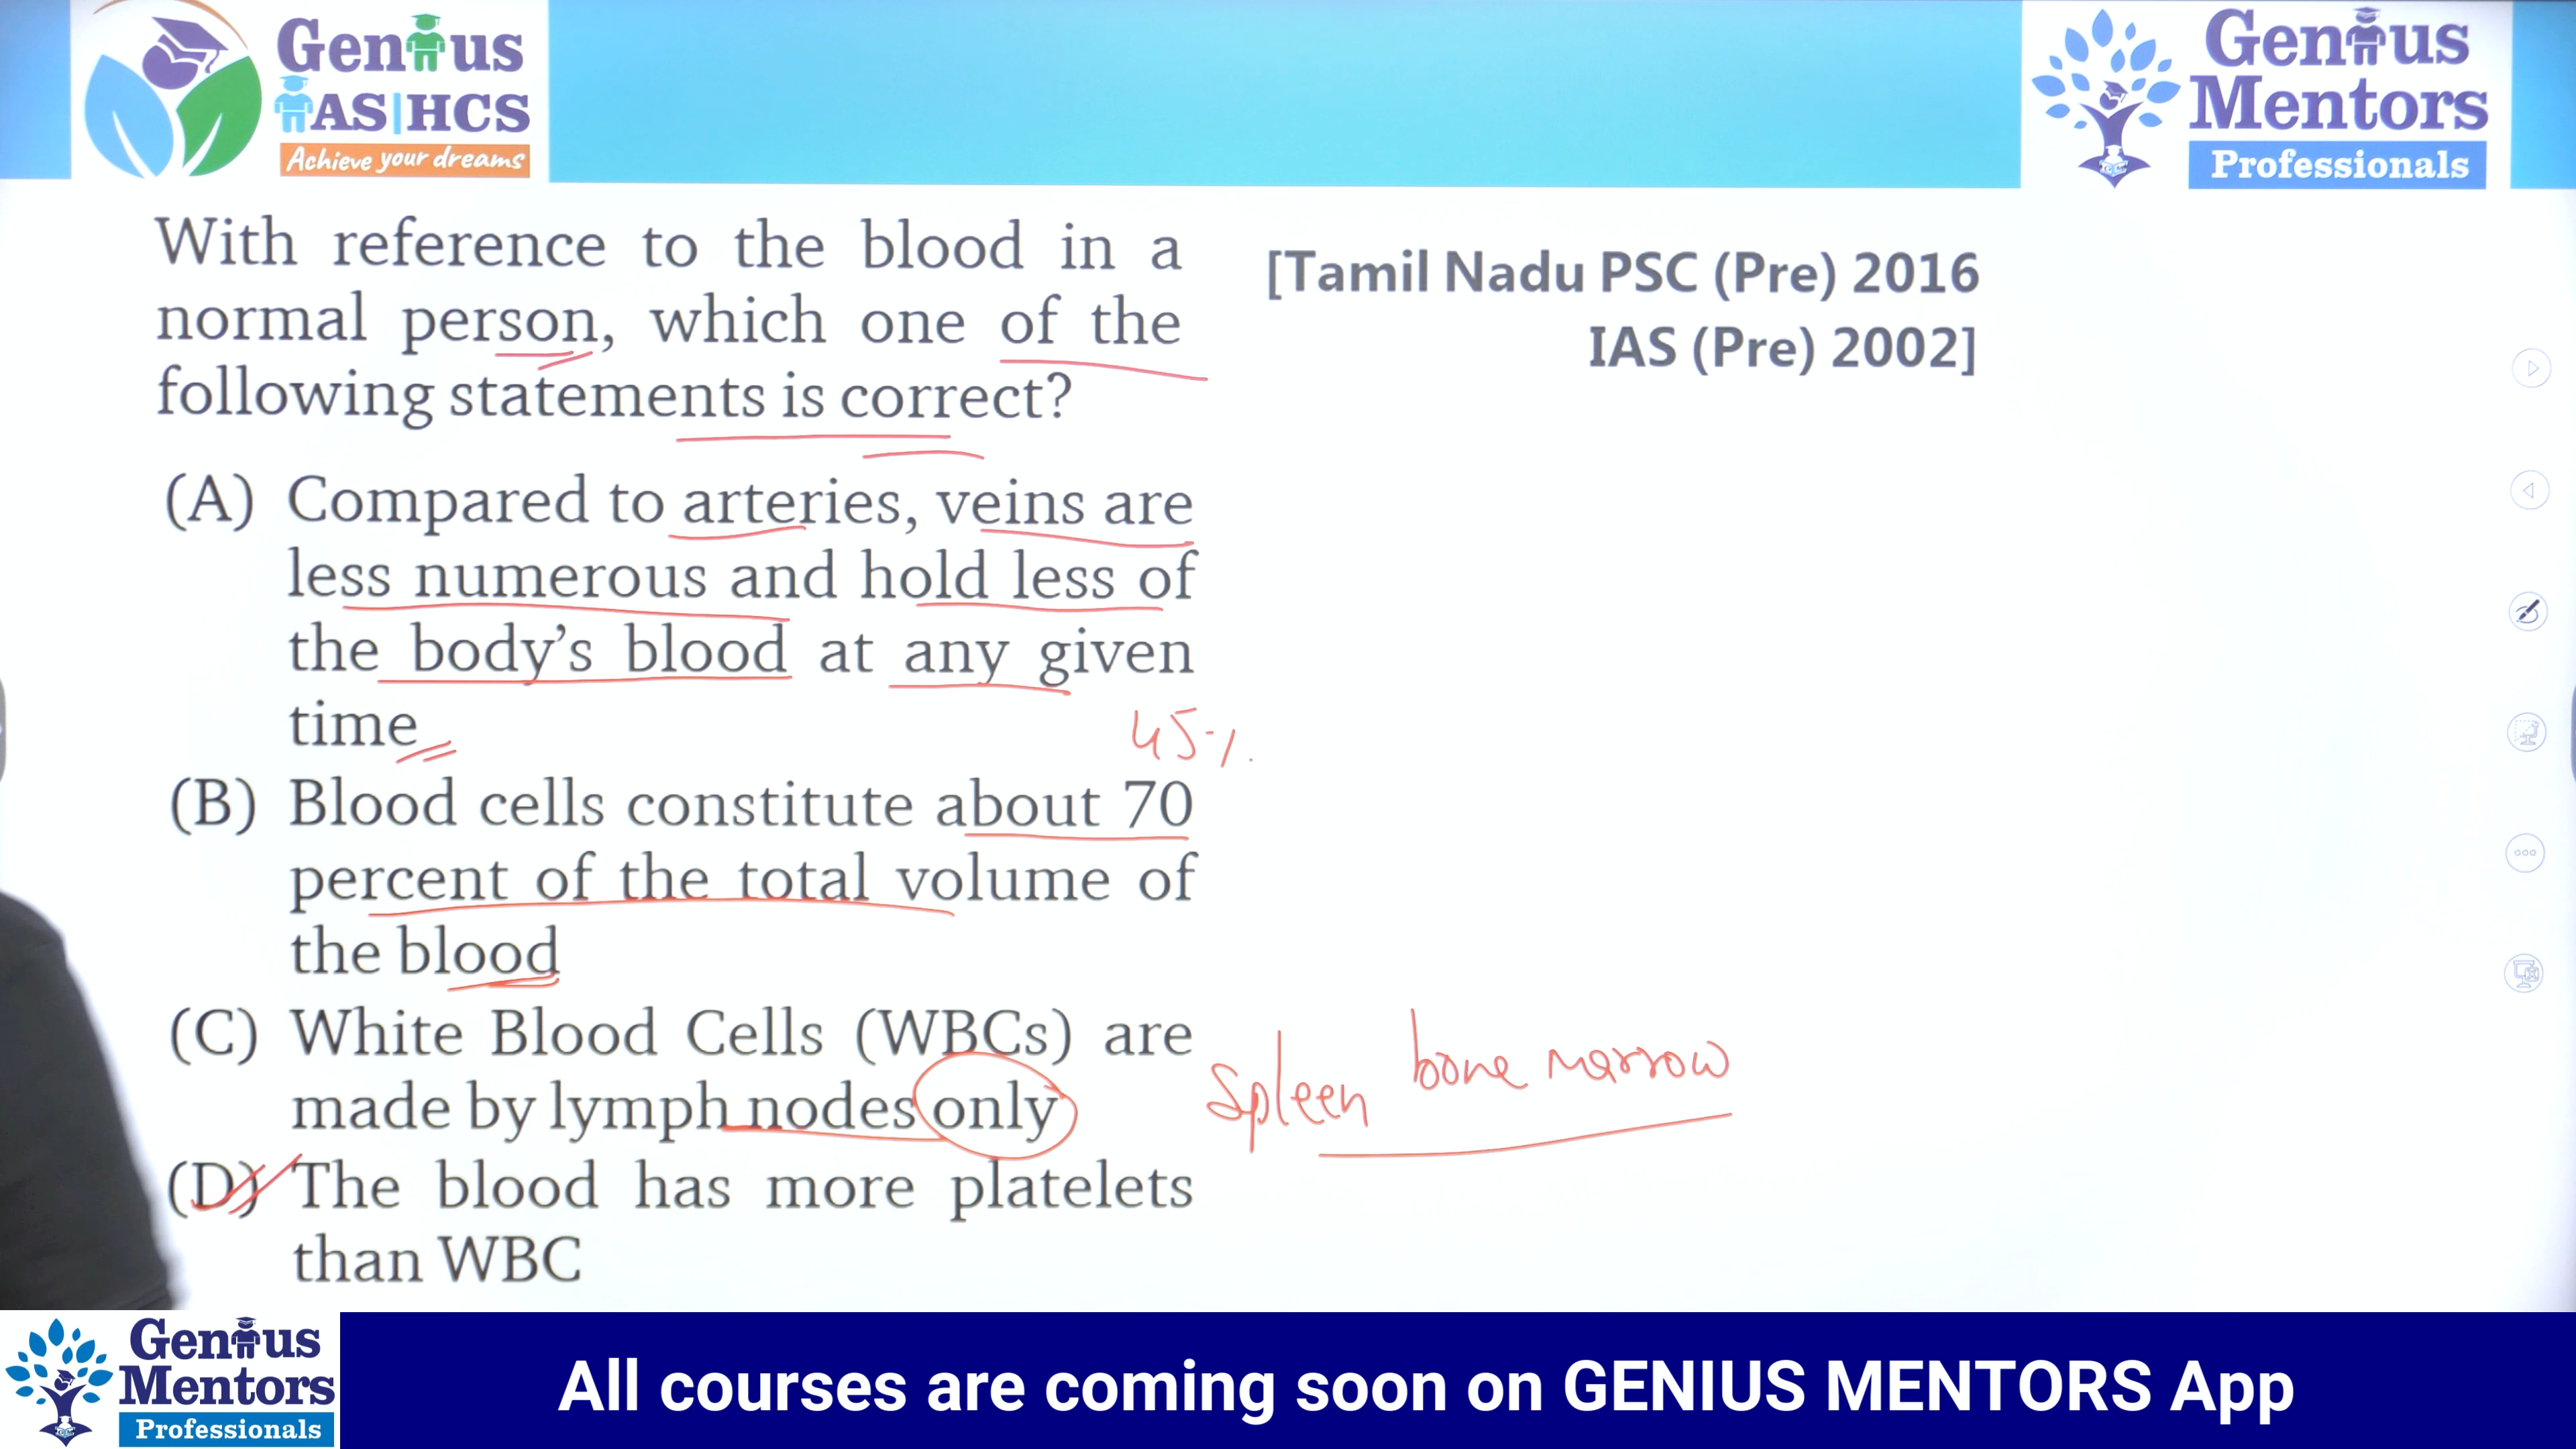 Genius
IAS|HCS
Achieve your dreams
Genius
Mentors
Professionals
With reference to the blood in a
normal person, which one of the
following statements is correct?
[Tamil Nadu PSC (Pre) 2016
IAS (Pre) 2002]
(A) Compared to arteries, veins are
less numerous and hold less of
the body's blood at any given
time
45%.
(B) Blood cells constitute about 70
percent of the total volume of
the blood
(C) White Blood Cells (WBCs) are
made by lymph nodes only
Spleen bone marrow
(D) The blood has more platelets
than WBC
Genius
Mentors
Professionals
All courses are coming soon on GENIUS MENTORS App